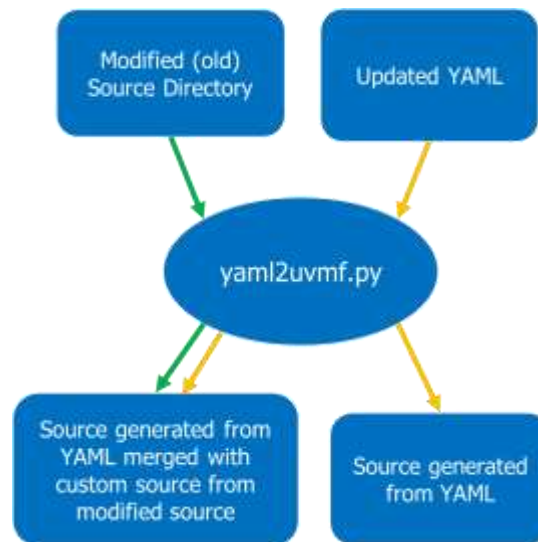 Modified (old)
Source Directory
Updated YAML
yaml2uvmf.py
Source generated from
YAML merged with
custom source from
modified source
Source generated
from YAML